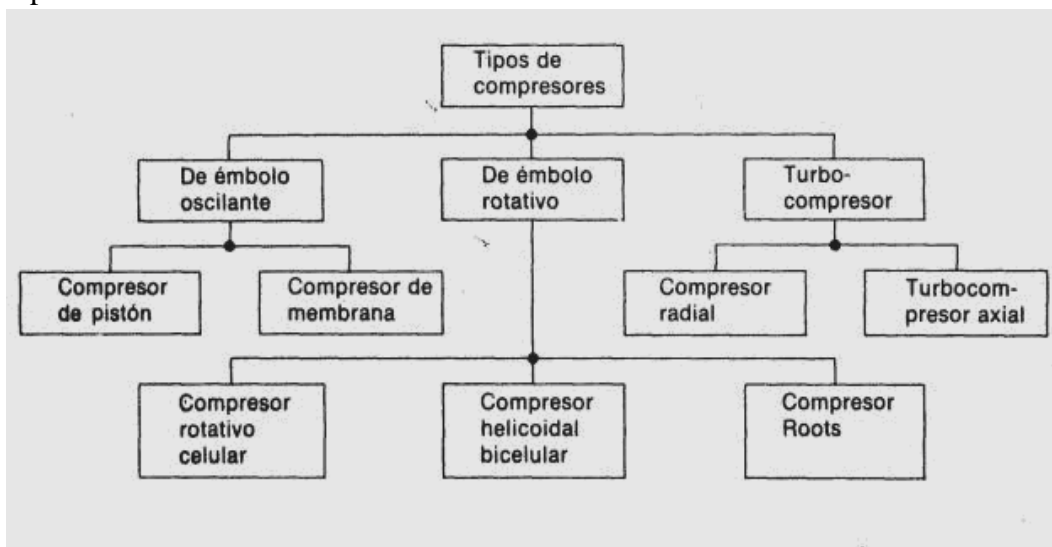 Tipos de
compresores
De émbolo
oscilante
De émbolo
rotativo
Turbo-
compresor
Compresor
de pistón
Compresor de
membrana
Compresor
radial
Turbocom-
presor axial
Compresor
rotativo
celular
Compresor
helicoidal
bicelular
Compresor
Roots